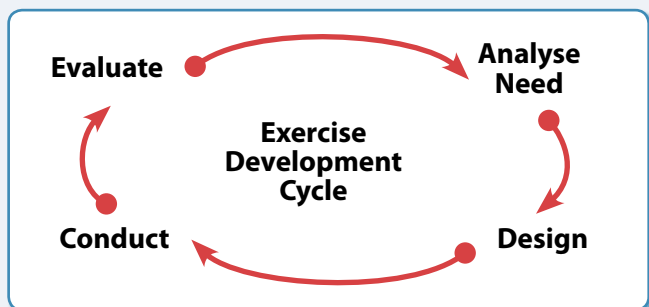 Evaluate
Analyse
Need
Exercise
Development
Cycle
Conduct
Design